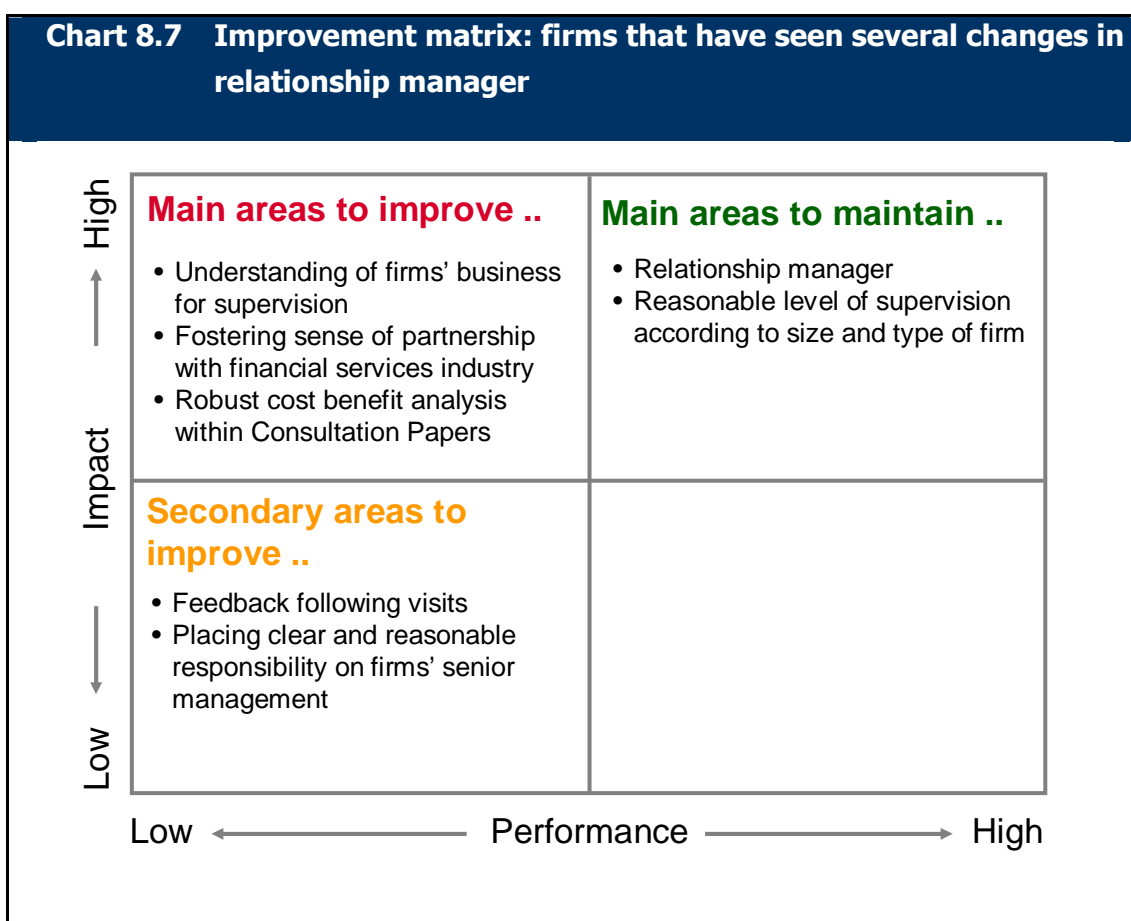 Chart 8.7 Improvement matrix: firms that have seen several changes in
relationship manager
High
Impact
Low
Main areas to improve ..
• Understanding of firms’ business
for supervision
• Fostering sense of partnership
with financial services industry
• Robust cost benefit analysis
within Consultation Papers
Main areas to maintain ..
• Relationship manager
• Reasonable level of supervision
according to size and type of firm
Secondary areas to
improve ..
• Feedback following visits
• Placing clear and reasonable
responsibility on firms’ senior
management
Low Performance High